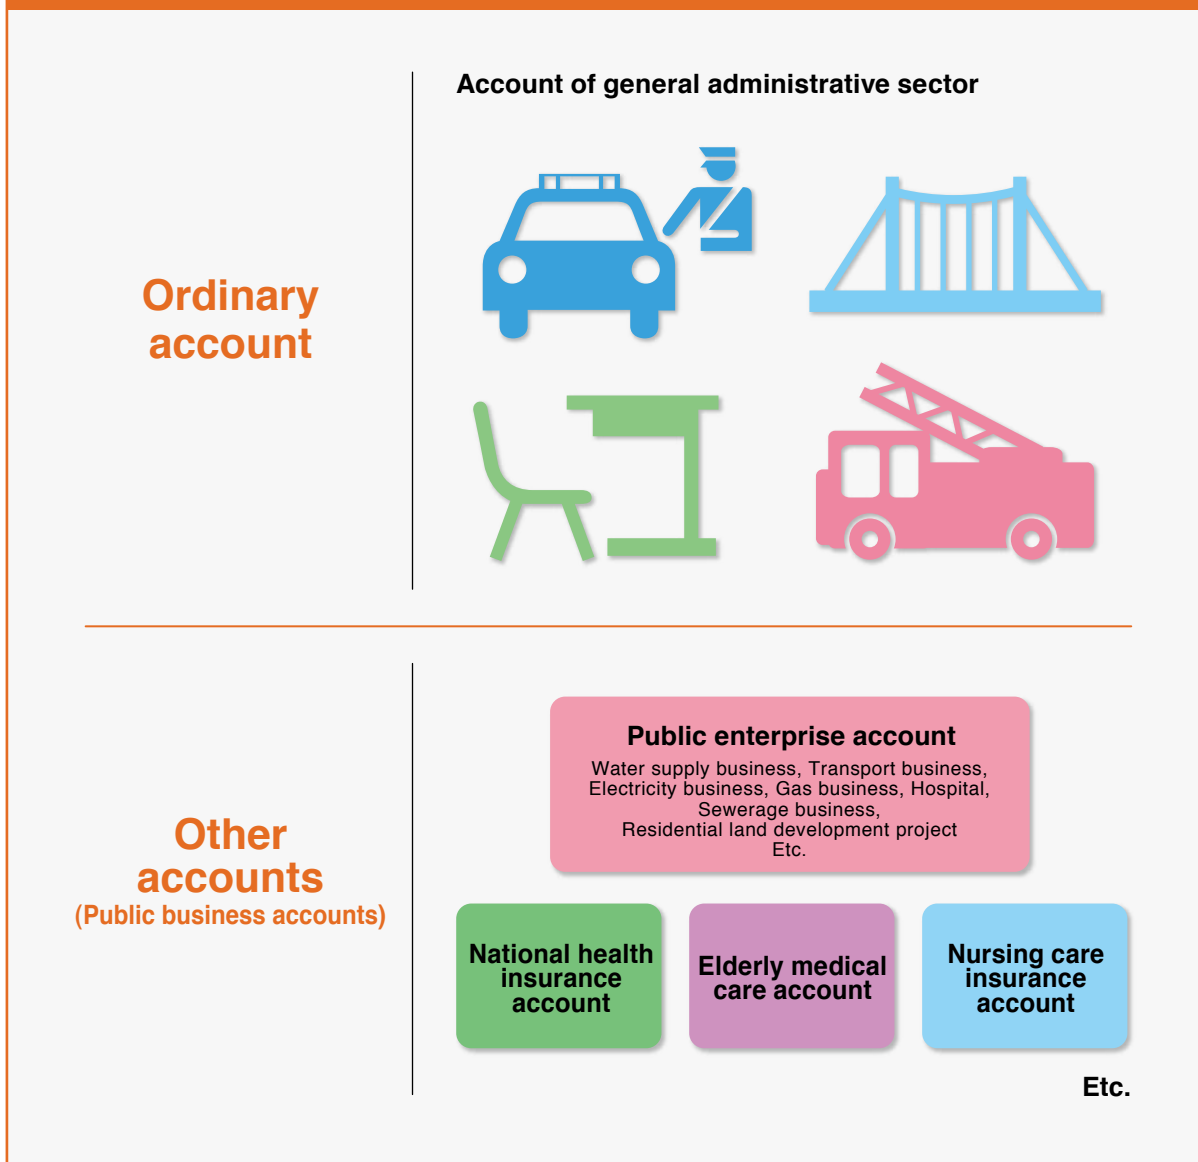 Account of general administrative sector
Ordinary
account
Other
accounts
(Public business accounts)
Public enterprise account
Water supply business, Transport business,
Electricity business, Gas business, Hospital,
Sewerage business,
Residential land development project
Etc.
National health
insurance
account
Elderly medical
care account
Nursing care
insurance
account
Etc.